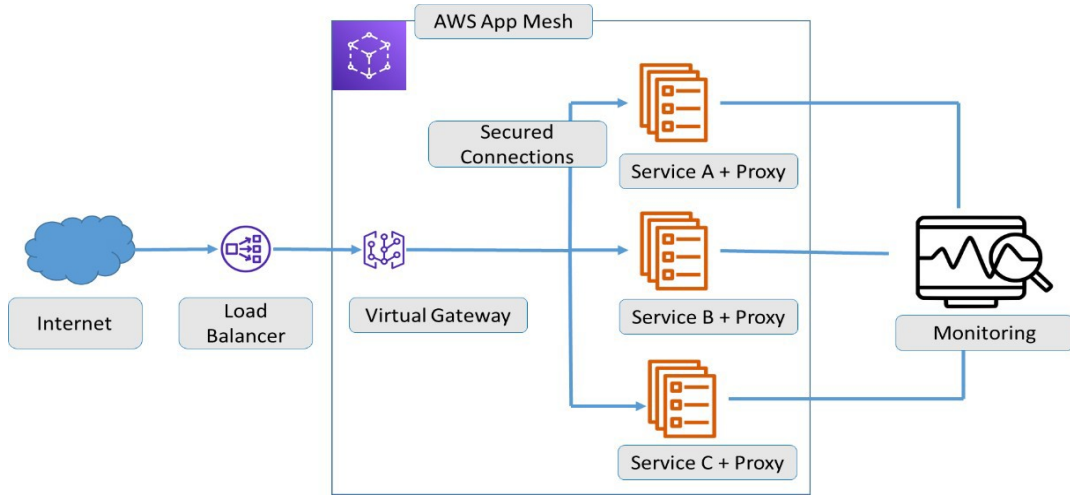 AWS App Mesh
Secured
Connections
Service A + Proxy
Internet
Load
Balancer
Virtual Gateway
Service B + Proxy
Monitoring
Service C + Proxy